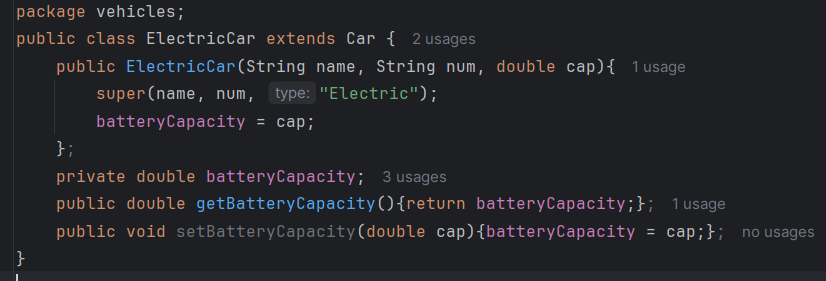 package vehicles;
public class ElectricCar extends Car {  2 usages
    public ElectricCar(String name, String num, double cap){  1 usage
        super(name, num,  type: "Electric");
        batteryCapacity = cap;
    };
    private double batteryCapacity;  3 usages
    public double getBatteryCapacity(){return batteryCapacity;};  1 usage
    public void setBatteryCapacity(double cap){batteryCapacity = cap;};  no usages
}